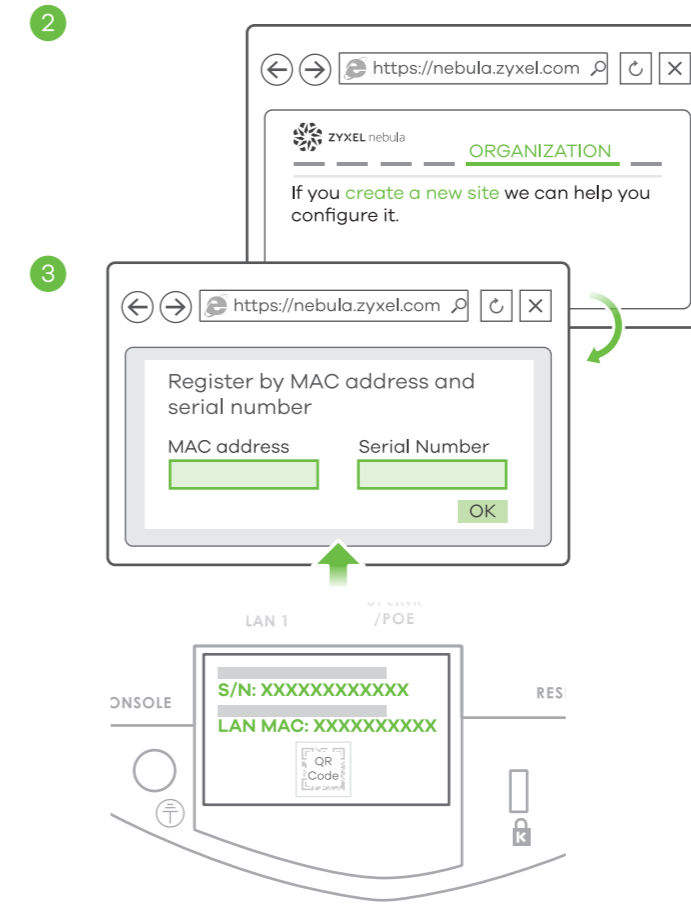 2
https://nebula.zyxel.com
ZYXEL nebula
ORGANIZATION
If you create a new site we can help you
configure it.
3
https://nebula.zyxel.com
Register by MAC address and
serial number
MAC address Serial Number
OK
LAN 1
/POE
ONSOLE
RES
S/N: XXXXXXXXXXXX
LAN MAC: XXXXXXXXXX
QR
Code
K